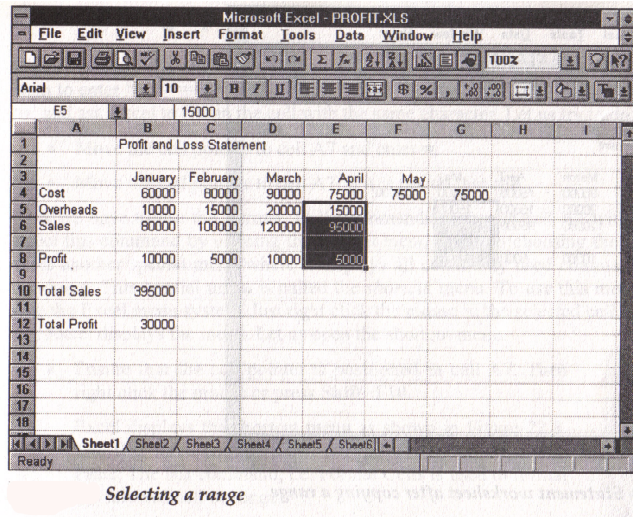 Microsoft Excel - PROFIT.XLS
File Edit View Insert Format Tools Data Window Help
100%
Arial 10 B I U $ % ,
E5 15000
A B C D E F G H I
1 Profit and Loss Statement
2
3 January February March April May
4 Cost 60000 80000 90000 75000 75000 75000
5 Overheads 10000 15000 20000 15000
6 Sales 80000 100000 120000 95000
7
8 Profit 10000 5000 10000 5000
9
10 Total Sales 395000
11
12 Total Profit 30000
13
14
15
16
17
18
Sheet1 Sheet2 Sheet3 Sheet4 Sheet5 Sheet6
Ready
Selecting a range